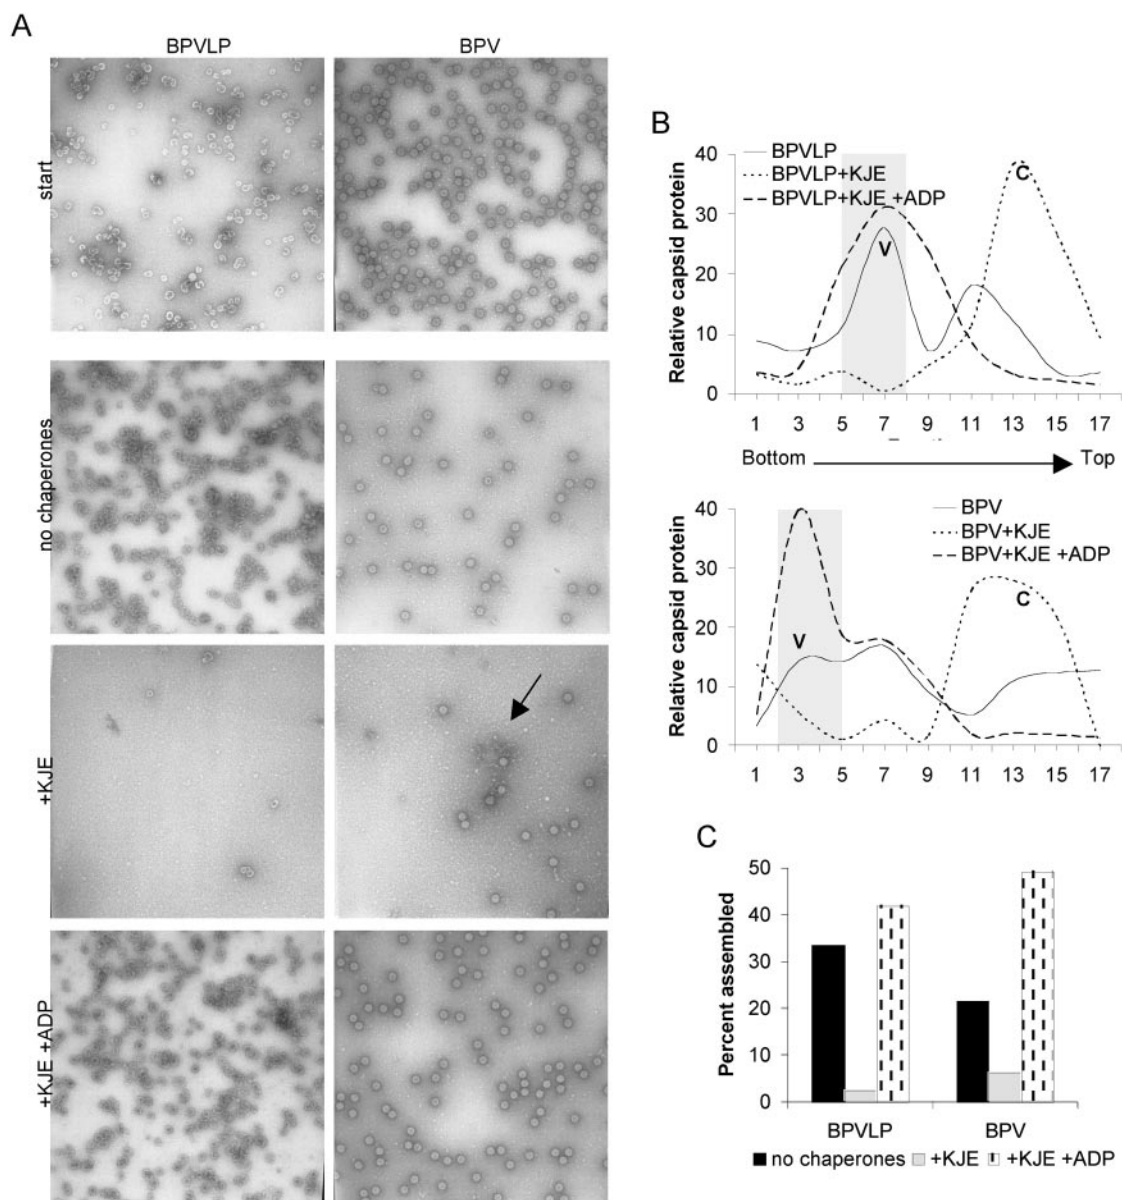 A
BPVLP BPV
start
no chaperones
+KJE
+KJE +ADP
B
BPVLP
BPVLP+KJE
BPVLP+KJE +ADP
Relative capsid protein
40
30
20
10
0
V
C
1 3 5 7 9 11 13 15 17
Bottom Top
BPV
BPV+KJE
BPV+KJE +ADP
Relative capsid protein
40
30
20
10
0
V
C
1 3 5 7 9 11 13 15 17
C
Percent assembled
50
40
30
20
10
0
BPVLP BPV
no chaperones +KJE +KJE +ADP